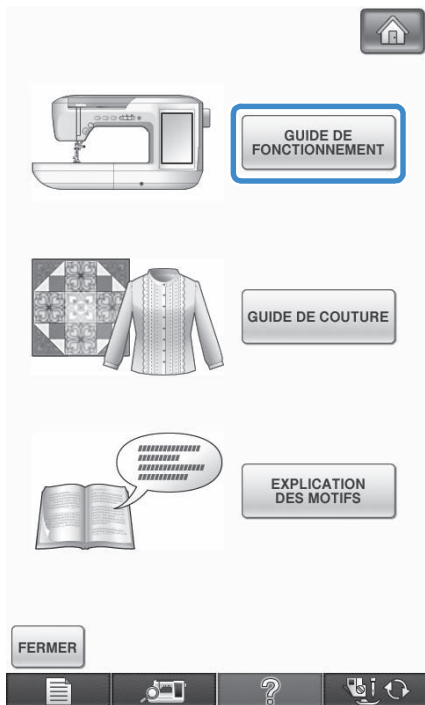 GUIDE DE
FONCTIONNEMENT
GUIDE DE COUTURE
EXPLICATION
DES MOTIFS
FERMER